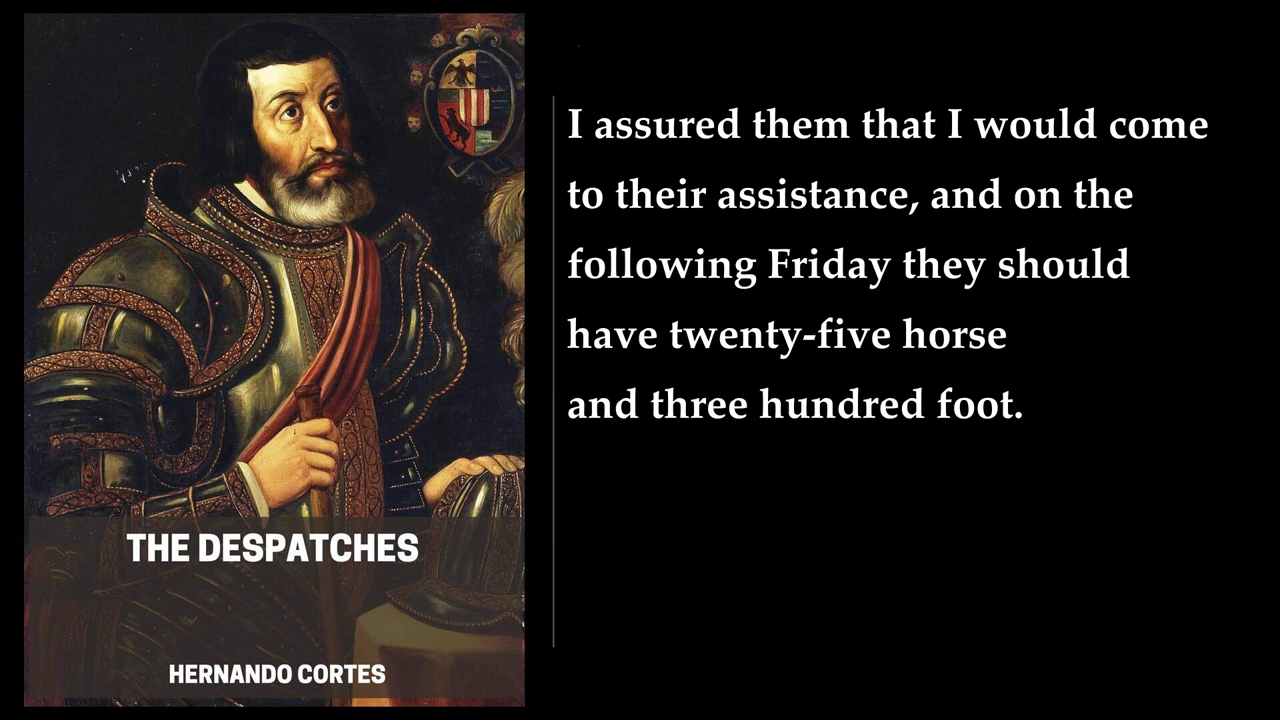 THE DESPATCHES
HERNANDO CORTES
I assured them that I would come
to their assistance, and on the
following Friday they should
have twenty-five horse
and three hundred foot.